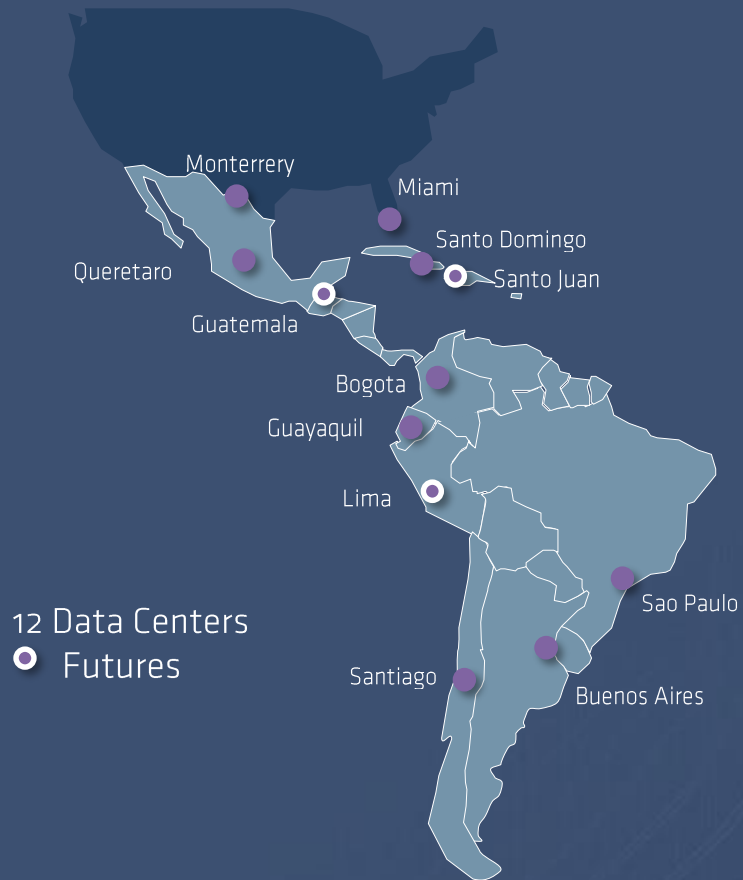 Monterrery
Miami
Santo Domingo
Queretaro
Santo Juan
Guatemala
Bogota
Guayaquil
Lima
Sao Paulo
12 Data Centers
Futures
Santiago
Buenos Aires